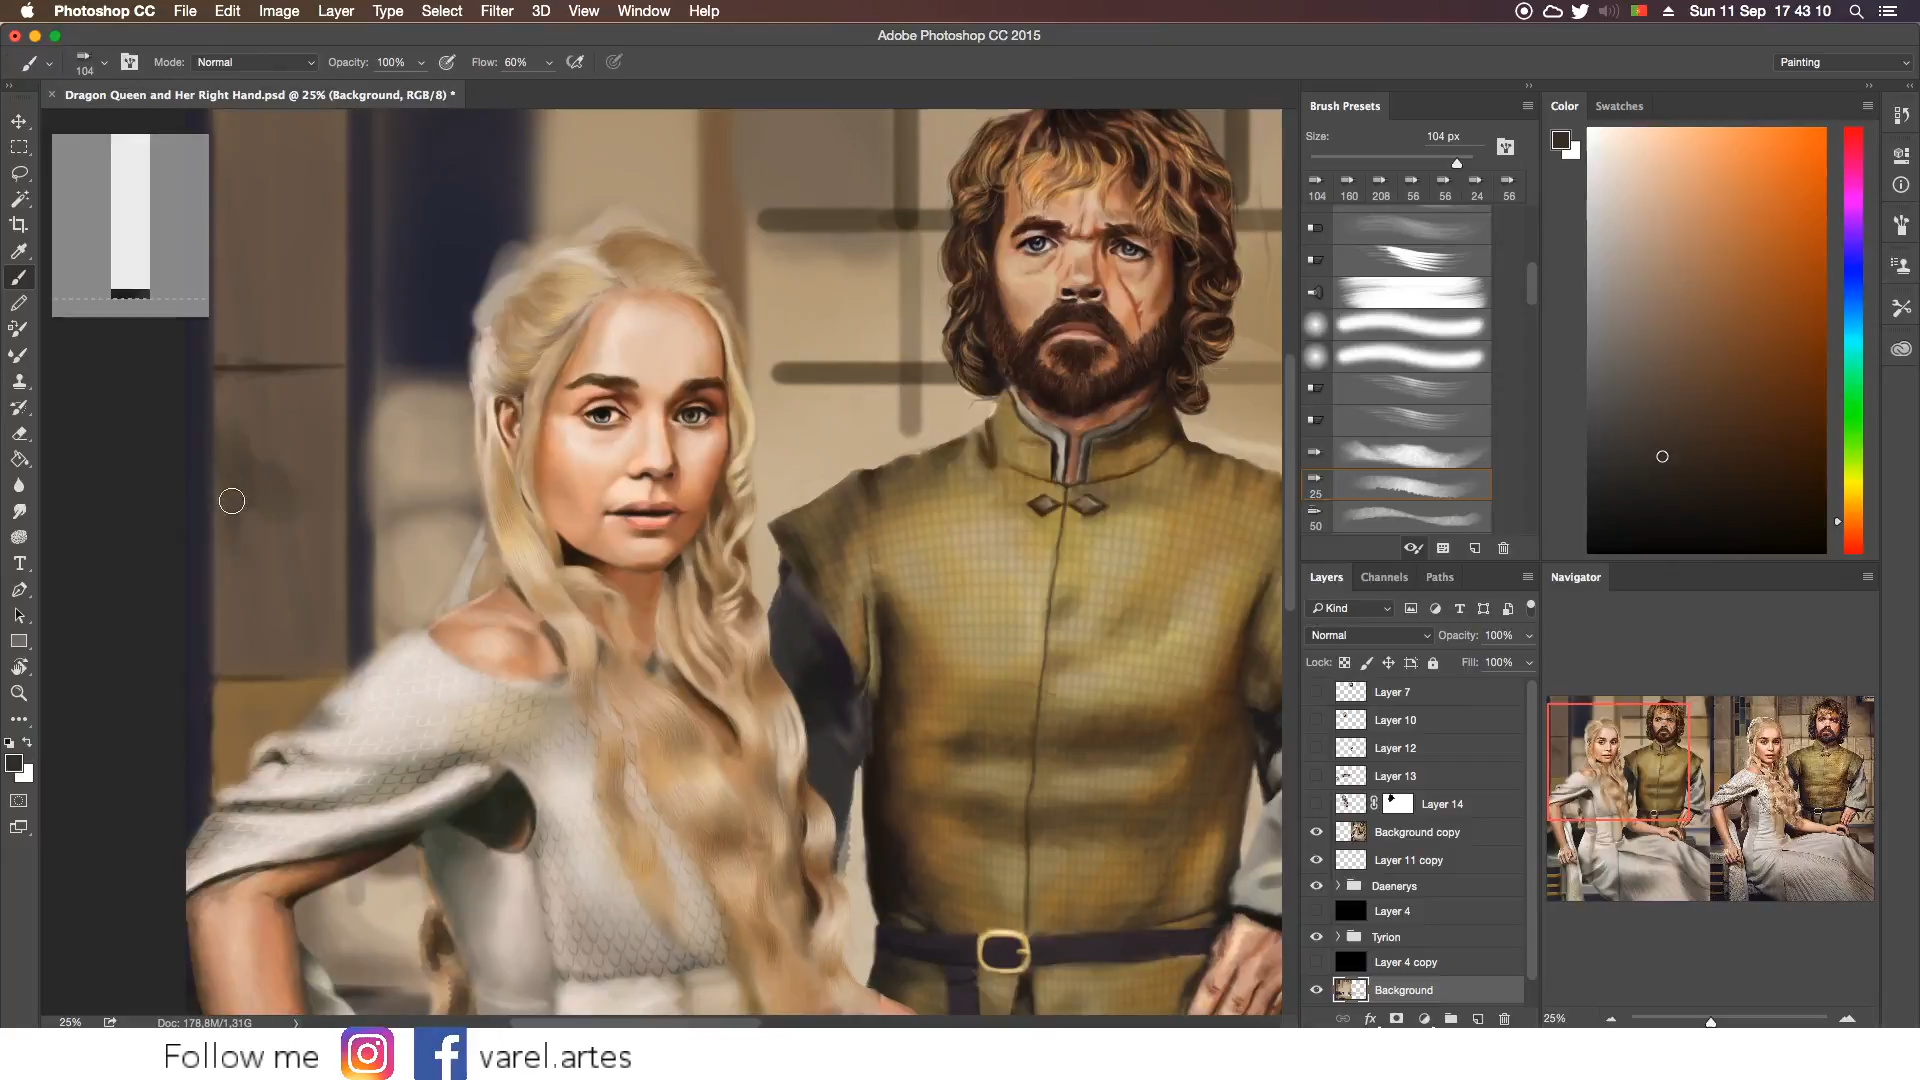 Photoshop CC File Edit Image Layer Type Select Filter 3D View Window Help Sun 11 Sep 17 43 10
Adobe Photoshop CC 2015
104 Mode: Normal Opacity: 100% Flow: 60% Painting
× Dragon Queen and Her Right Hand.psd @ 25% (Background, RGB/8) *
Brush Presets
Color Swatches
Size: 104 px
104 160 208 56 56 24 56
25
50
Layers Channels Paths
Navigator
Kind
Normal Opacity: 100%
Lock: Fill: 100%
Layer 7
Layer 10
Layer 12
Layer 13
Layer 14
Background copy
Layer 11 copy
Daenerys
Layer 4
Tyrion
Layer 4 copy
Background
fx
25%
25% Doc: 178,8M/1,31G
Follow me f varel.artes